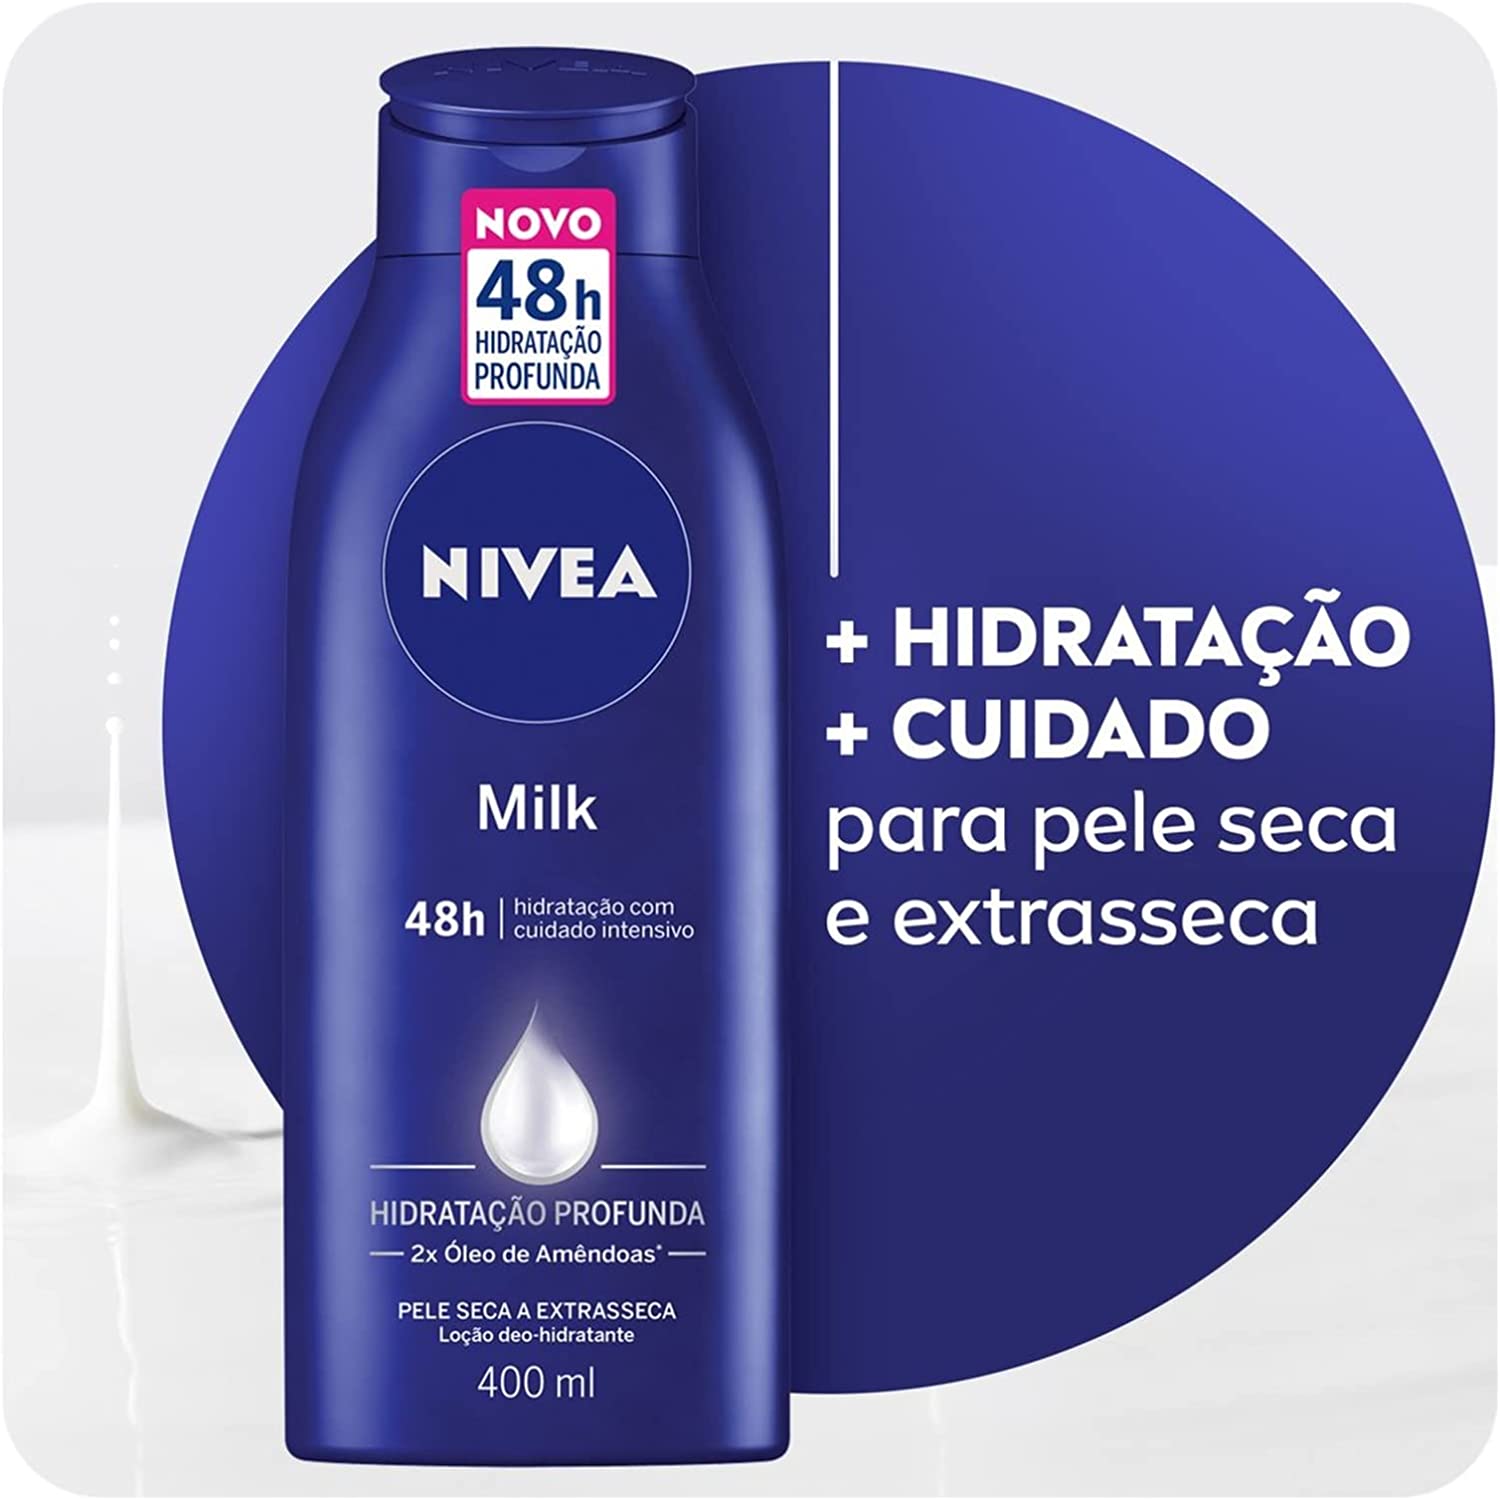 NIVEA
NOVO
48h
HIDRATAÇÃO
PROFUNDA
NIVEA
Milk
48h
hidratação com
cuidado intensivo
HIDRATAÇÃO PROFUNDA
2x Óleo de Amêndoas*
PELE SECA A EXTRASSECA
Loção deo-hidratante
400 ml
+ HIDRATAÇÃO
+ CUIDADO
para pele seca
e extrasseca